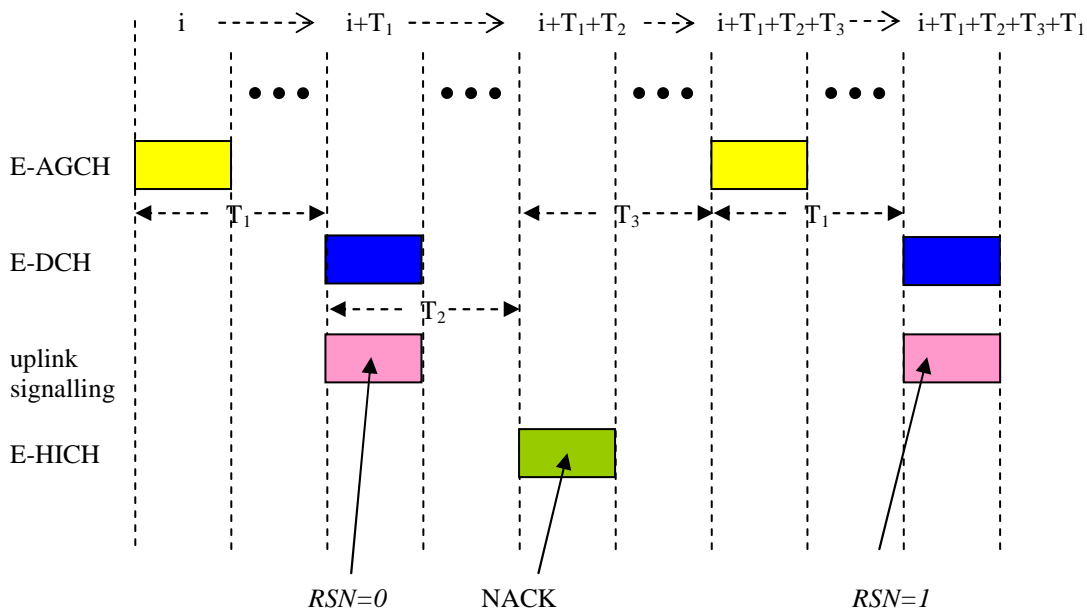 i i+T₁ i+T₁+T₂ i+T₁+T₂+T₃ i+T₁+T₂+T₃+T₁
E-AGCH
T₁ T₃ T₁
E-DCH
T₂
uplink
signalling
E-HICH
RSN=0 NACK RSN=1